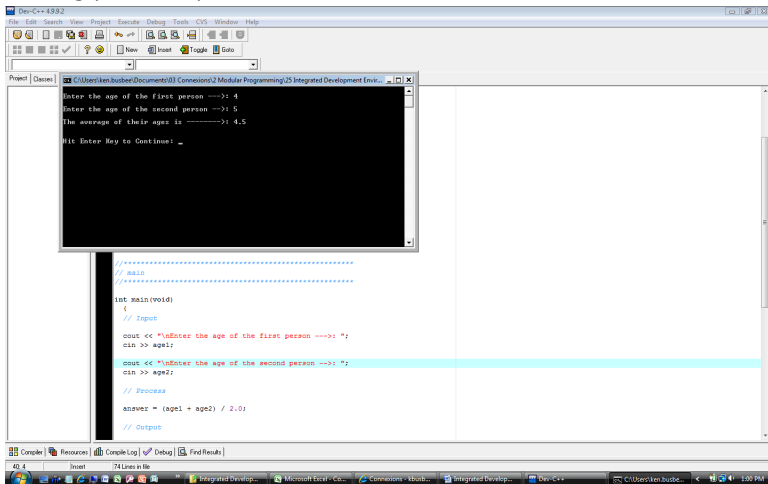 Dev-C++ 4.9.9.2
File Edit Search View Project Execute Debug Tools CVS Window Help
New Insert Toggle Goto
Project Classes
C:\Users\ken.busbee\Documents\03 Connexions\2 Modular Programming\25 Integrated Development Envir...
Enter the age of the first person --->: 4
Enter the age of the second person -->: 5
The average of their ages is -------->: 4.5
Hit Enter Key to Continue: _
//******************************************************
// main
//******************************************************
int main(void)
{
// Input
cout << "\nEnter the age of the first person --->: ";
cin >> age1;
cout << "\nEnter the age of the second person -->: ";
cin >> age2;
// Process
answer = (age1 + age2) / 2.0;
// Output
Compiler Resources Compile Log Debug Find Results
40, 4 Insert 74 Lines in file
Integrated Develop... Microsoft Excel - Co... Connexions - kbusb... Integrated Develop... Dev-C++ C:\Users\ken.busbe... 1:00 PM